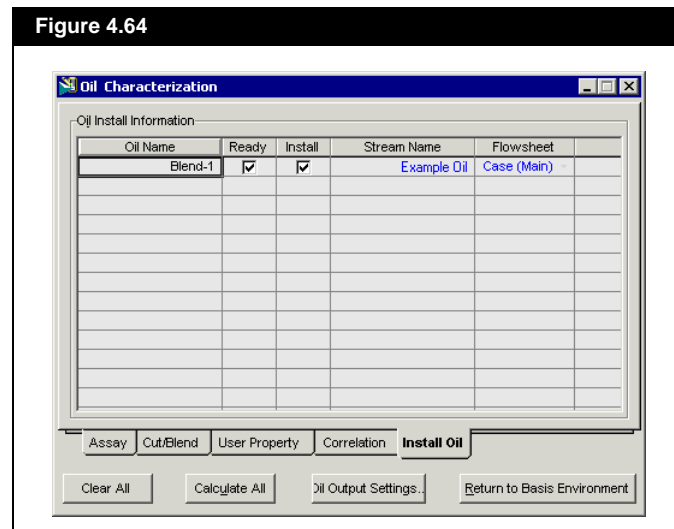 Figure 4.64
Oil Characterization
Oil Install Information
Oil Name Ready Install Stream Name Flowsheet
Blend-1 Example Oil Case (Main)
Assay Cut/Blend User Property Correlation Install Oil
Clear All Calculate All Oil Output Settings.. Return to Basis Environment